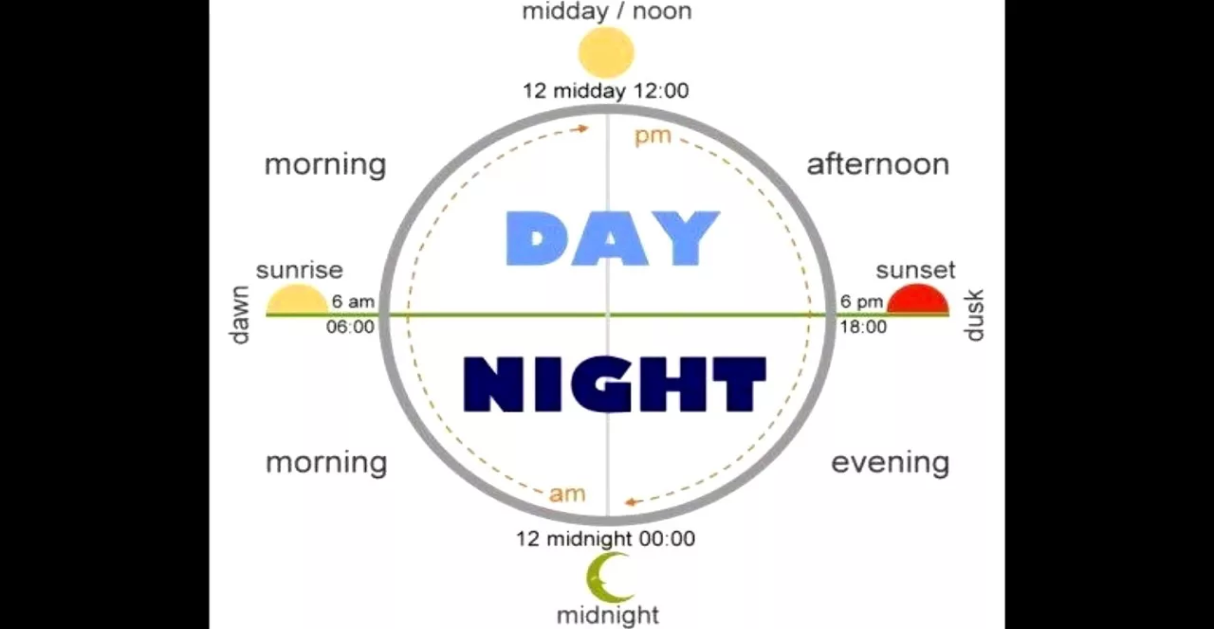 midday / noon
12 midday 12:00
pm
morning
afternoon
DAY
sunrise
sunset
dawn
6 am
6 pm
dusk
06:00
18:00
NIGHT
morning
evening
am
12 midnight 00:00
midnight